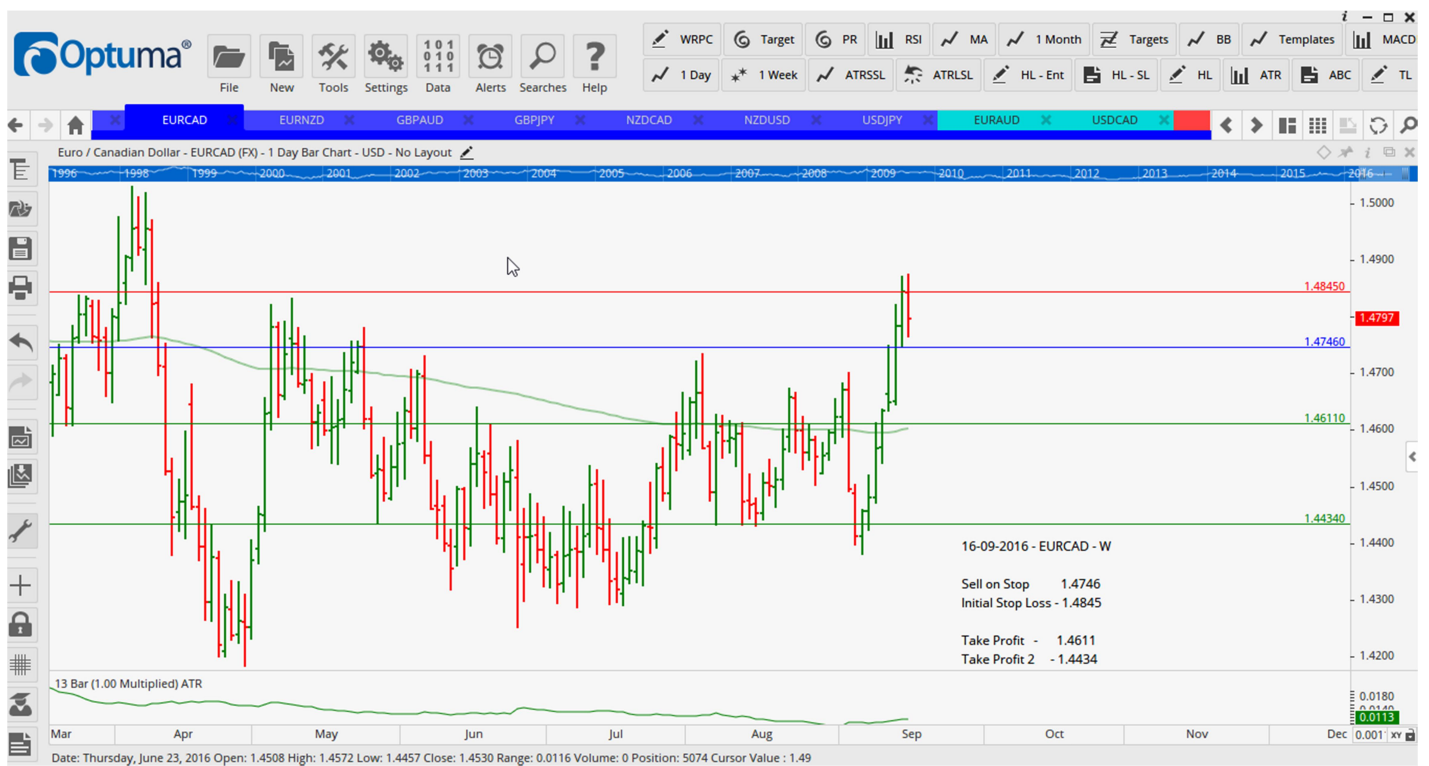 i
Optuma®
File
New
Tools
Settings
101
010
111
Data
Alerts
Searches
?
Help
WRPC
Target
PR
RSI
MA
1 Month
Targets
BB
Templates
MACD
1 Day
1 Week
ATRSSL
ATRLSL
HL - Ent
HL - SL
HL
ATR
ABC
TL
EURCAD
EURNZD
GBPAUD
GBPJPY
NZDCAD
NZDUSD
USDJPY
EURAUD
USDCAD
Euro / Canadian Dollar - EURCAD (FX) - 1 Day Bar Chart - USD - No Layout
i
1996 1998 1999 2000 2001 2002 2003 2004 2005 2006 2007 2008 2009 2010 2011 2012 2013 2014 2015 2016
1.5000
1.4900
1.48450
1.4797
1.47460
1.4700
1.46110
1.4600
1.4500
1.44340
1.4400
1.4300
1.4200
16-09-2016 - EURCAD - W
Sell on Stop 1.4746
Initial Stop Loss - 1.4845
Take Profit - 1.4611
Take Profit 2 - 1.4434
13 Bar (1.00 Multiplied) ATR
0.0180
0.0113
Mar Apr May Jun Jul Aug Sep Oct Nov Dec
XY
Date: Thursday, June 23, 2016 Open: 1.4508 High: 1.4572 Low: 1.4457 Close: 1.4530 Range: 0.0116 Volume: 0 Position: 5074 Cursor Value : 1.49